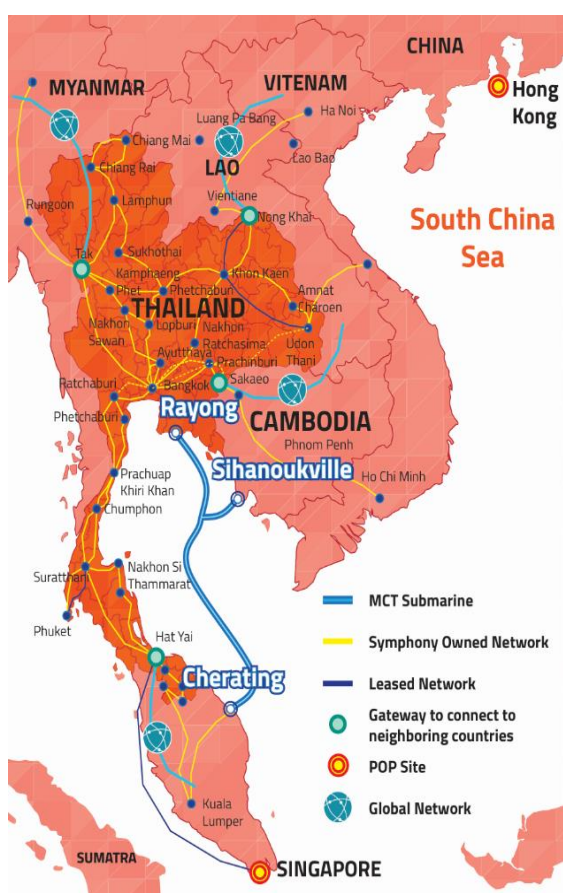 CHINA
MYANMAR
VITENAM
Hong
Kong
Luang Pa Bang
Ha Noi
Chiang Mai
Lao Bao
LAO
Chiang Rai
Vientiane
Lamphun
Rungoon
Nong Khai
South China
Sea
Sukhothai
Tak
Khon Kaen
Kamphaeng
Phet
Phetchabun
Amnat
Charoen
THAILAND
Nakhon
Sawan
Lopburi
Nakhon
Ratchasima
Udon
Thani
Ayutthaya
Prachinburi
Ratchaburi
Bangkok
Sakaeo
Rayong
CAMBODIA
Phetchaburi
Phnom Penh
Sihanoukville
Ho Chi Minh
Prachuap
Khiri Khan
Chumphon
Suratthani
Nakhon Si
Thammarat
Phuket
Hat Yai
Cherating
Kuala
Lumper
SUMATRA
SINGAPORE
MCT Submarine
Symphony Owned Network
Leased Network
Gateway to connect to
neighboring countries
POP Site
Global Network